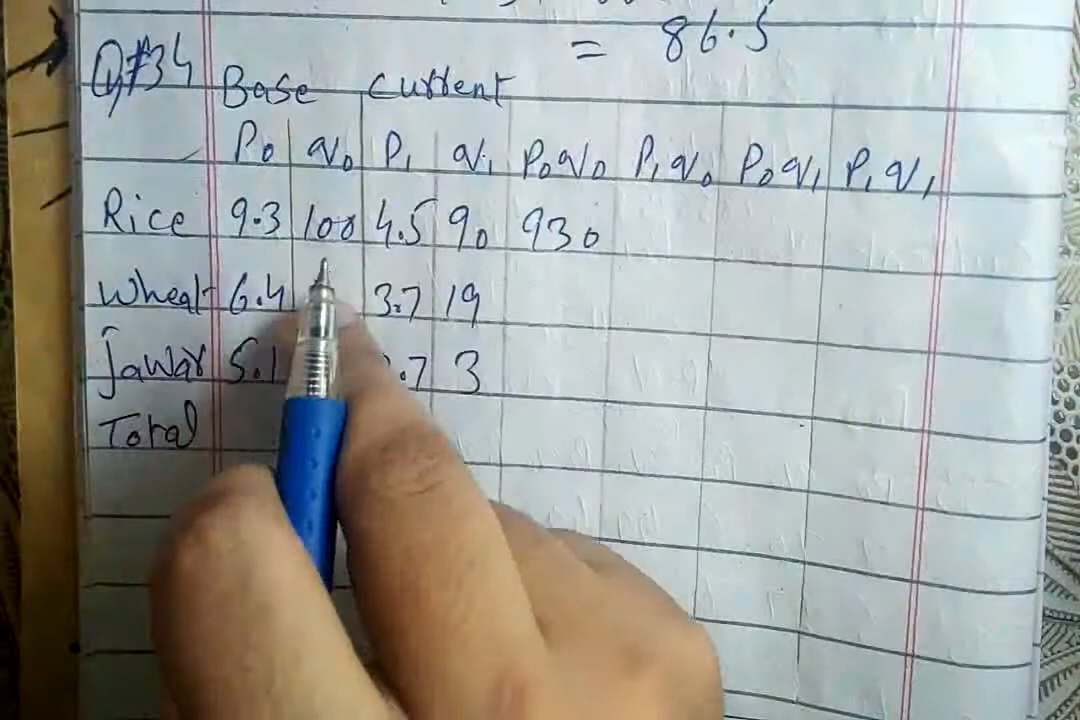 = 86.5
Q#34 Base Current
P₀ q₀ P₁ q₁ P₀q₀ P₁q₀ P₀q₁ P₁q₁
Rice 9.3 100 4.5 90 930
Wheat 6.4 3.7 19
Jawar 5.1 .7 3
Total